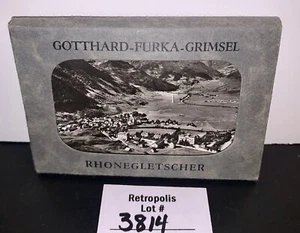 GOTTHARD-FURKA-GRIMSEL
RHONEGLETSCHER
Retropolis
Lot #
3814